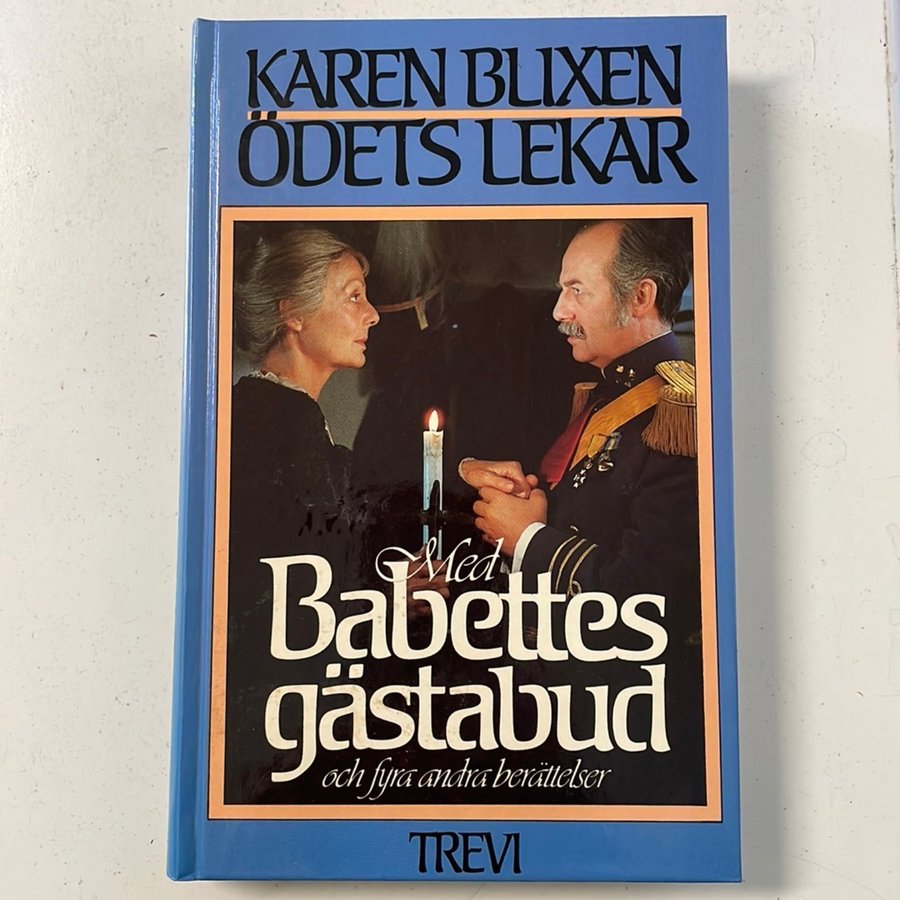 KAREN BLIXEN
ÖDETS LEKAR
Med
Babettes
gästabud
och fyra andra berättelser
TREVI